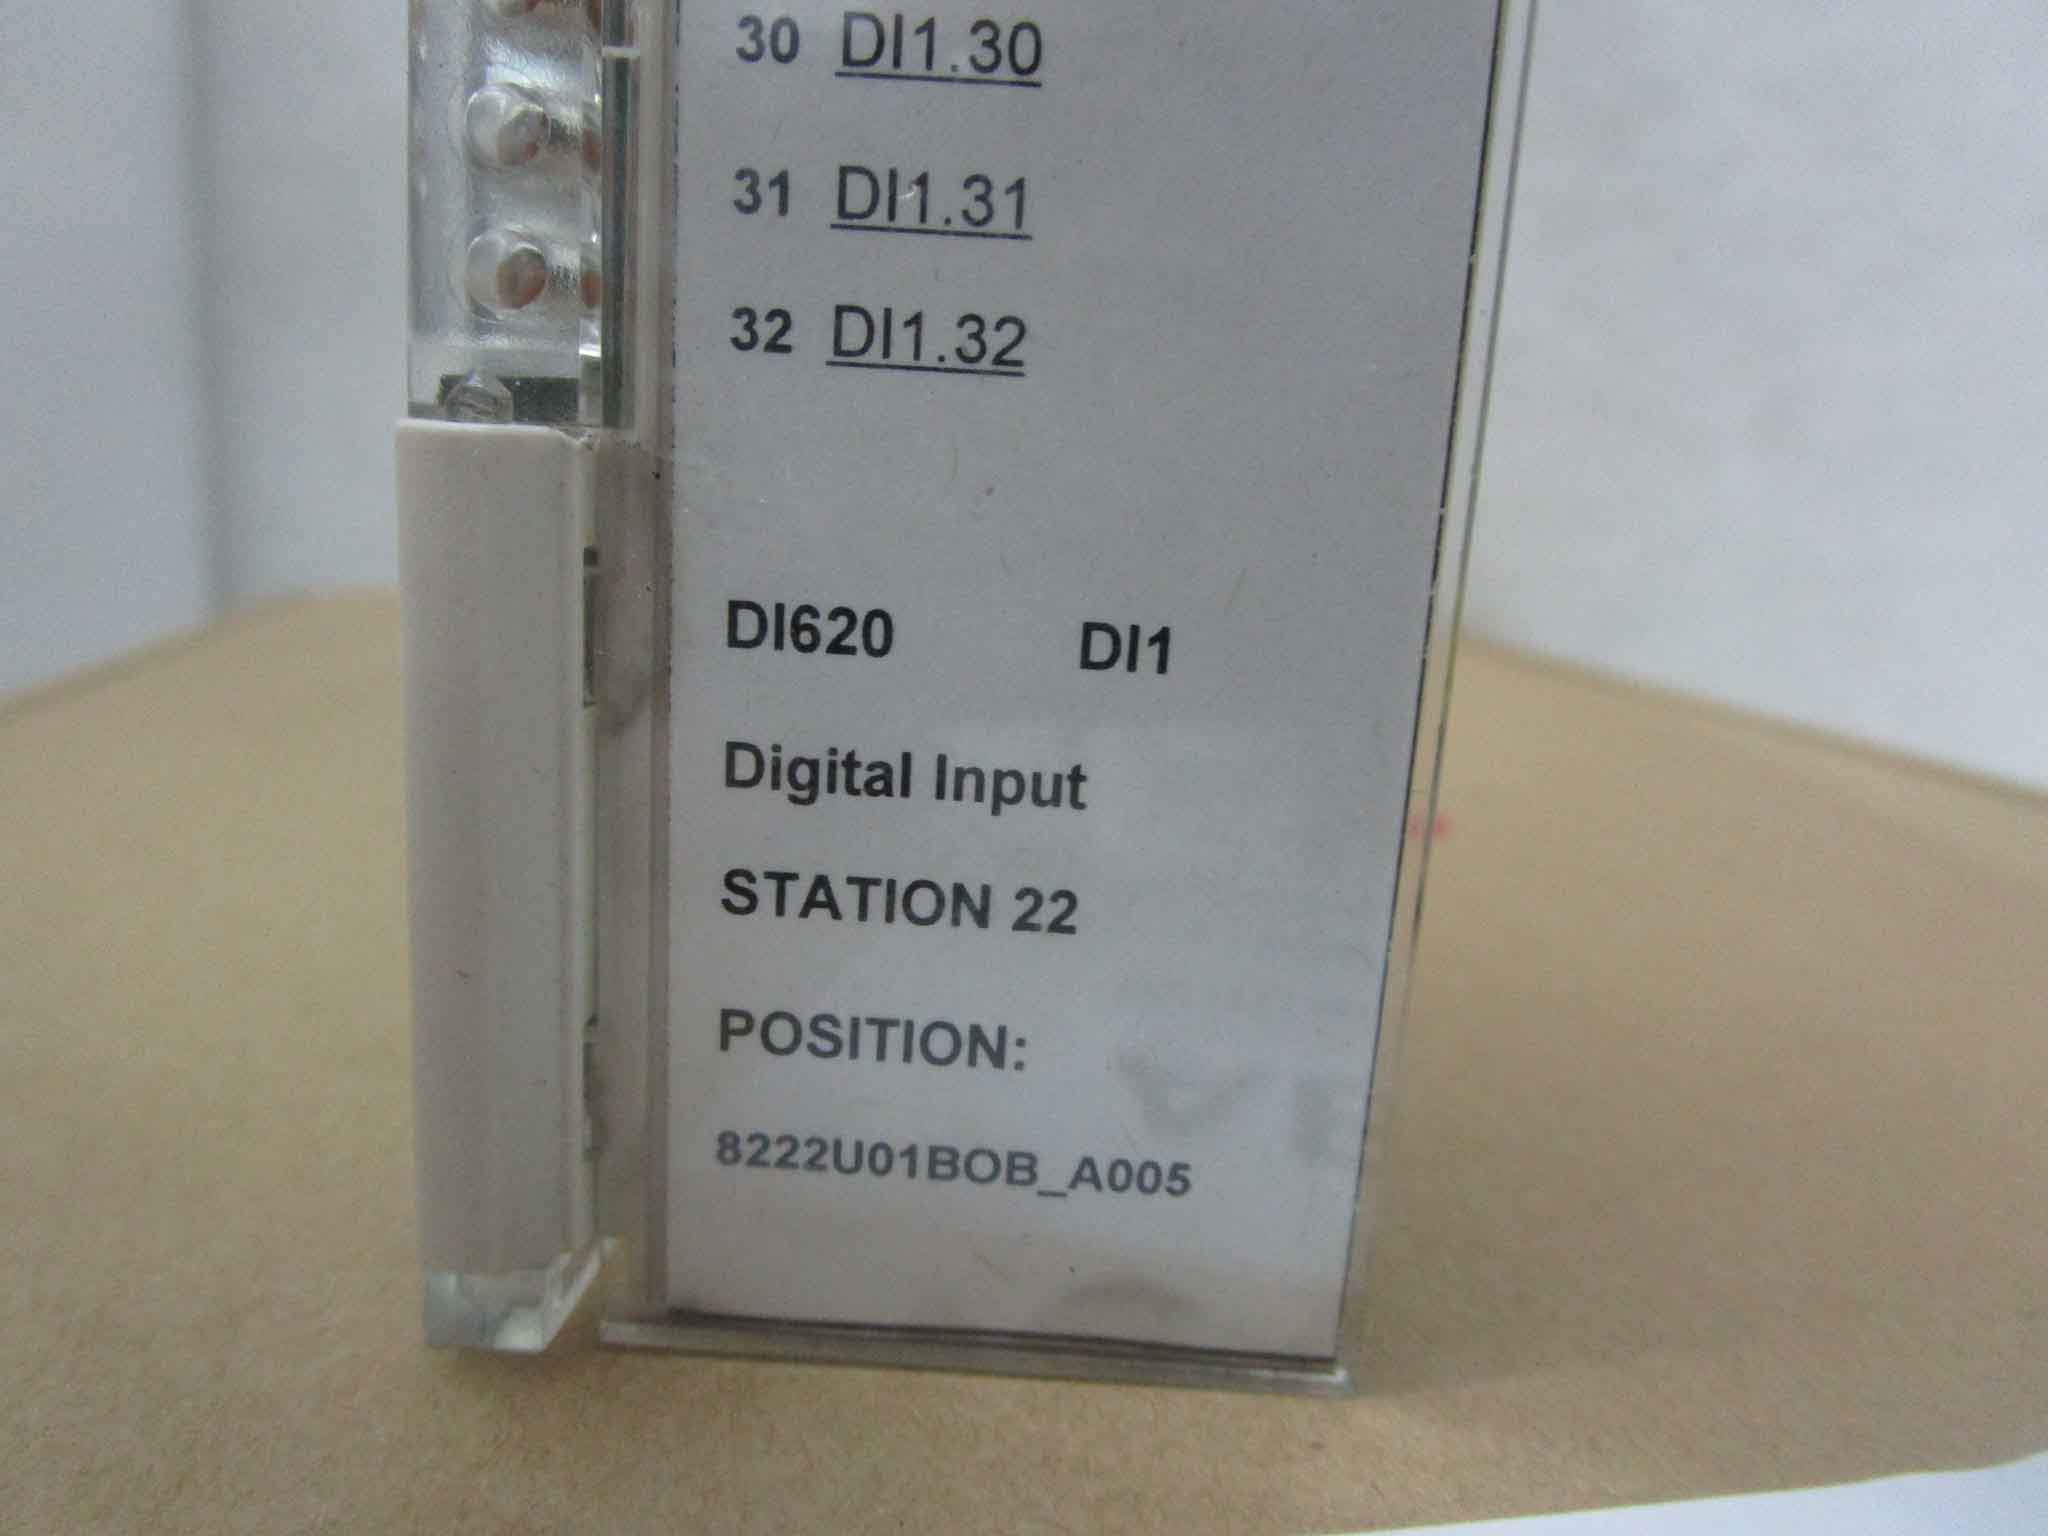 30 DI1.30
31 DI1.31
32 DI1.32
DI620 DI1
Digital Input
STATION 22
POSITION:
8222U01BOB_A005